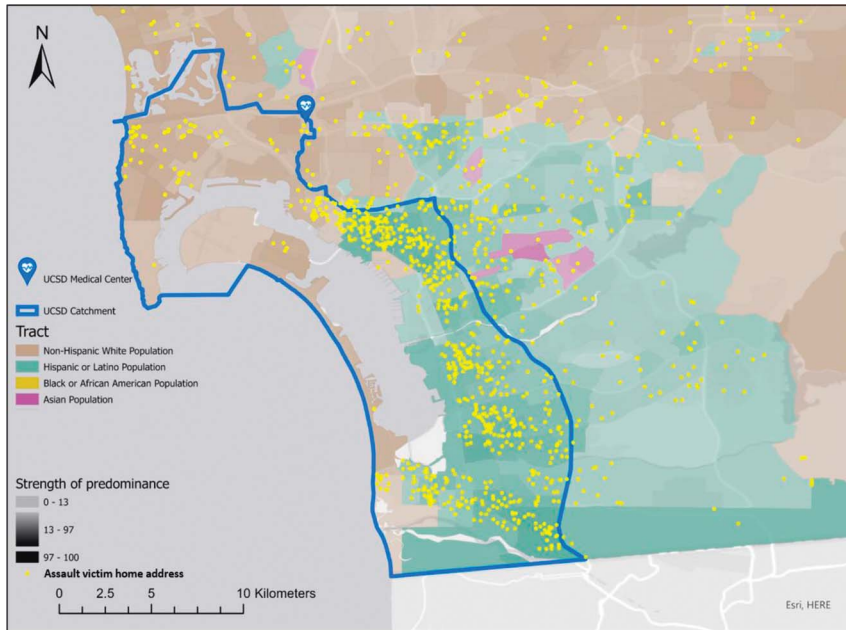 N
UCSD Medical Center
UCSD Catchment
Tract
Non-Hispanic White Population
Hispanic or Latino Population
Black or African American Population
Asian Population
Strength of predominance
0 - 13
13 - 97
97 - 100
Assault victim home address
0 2.5 5 10 Kilometers
Esri, HERE